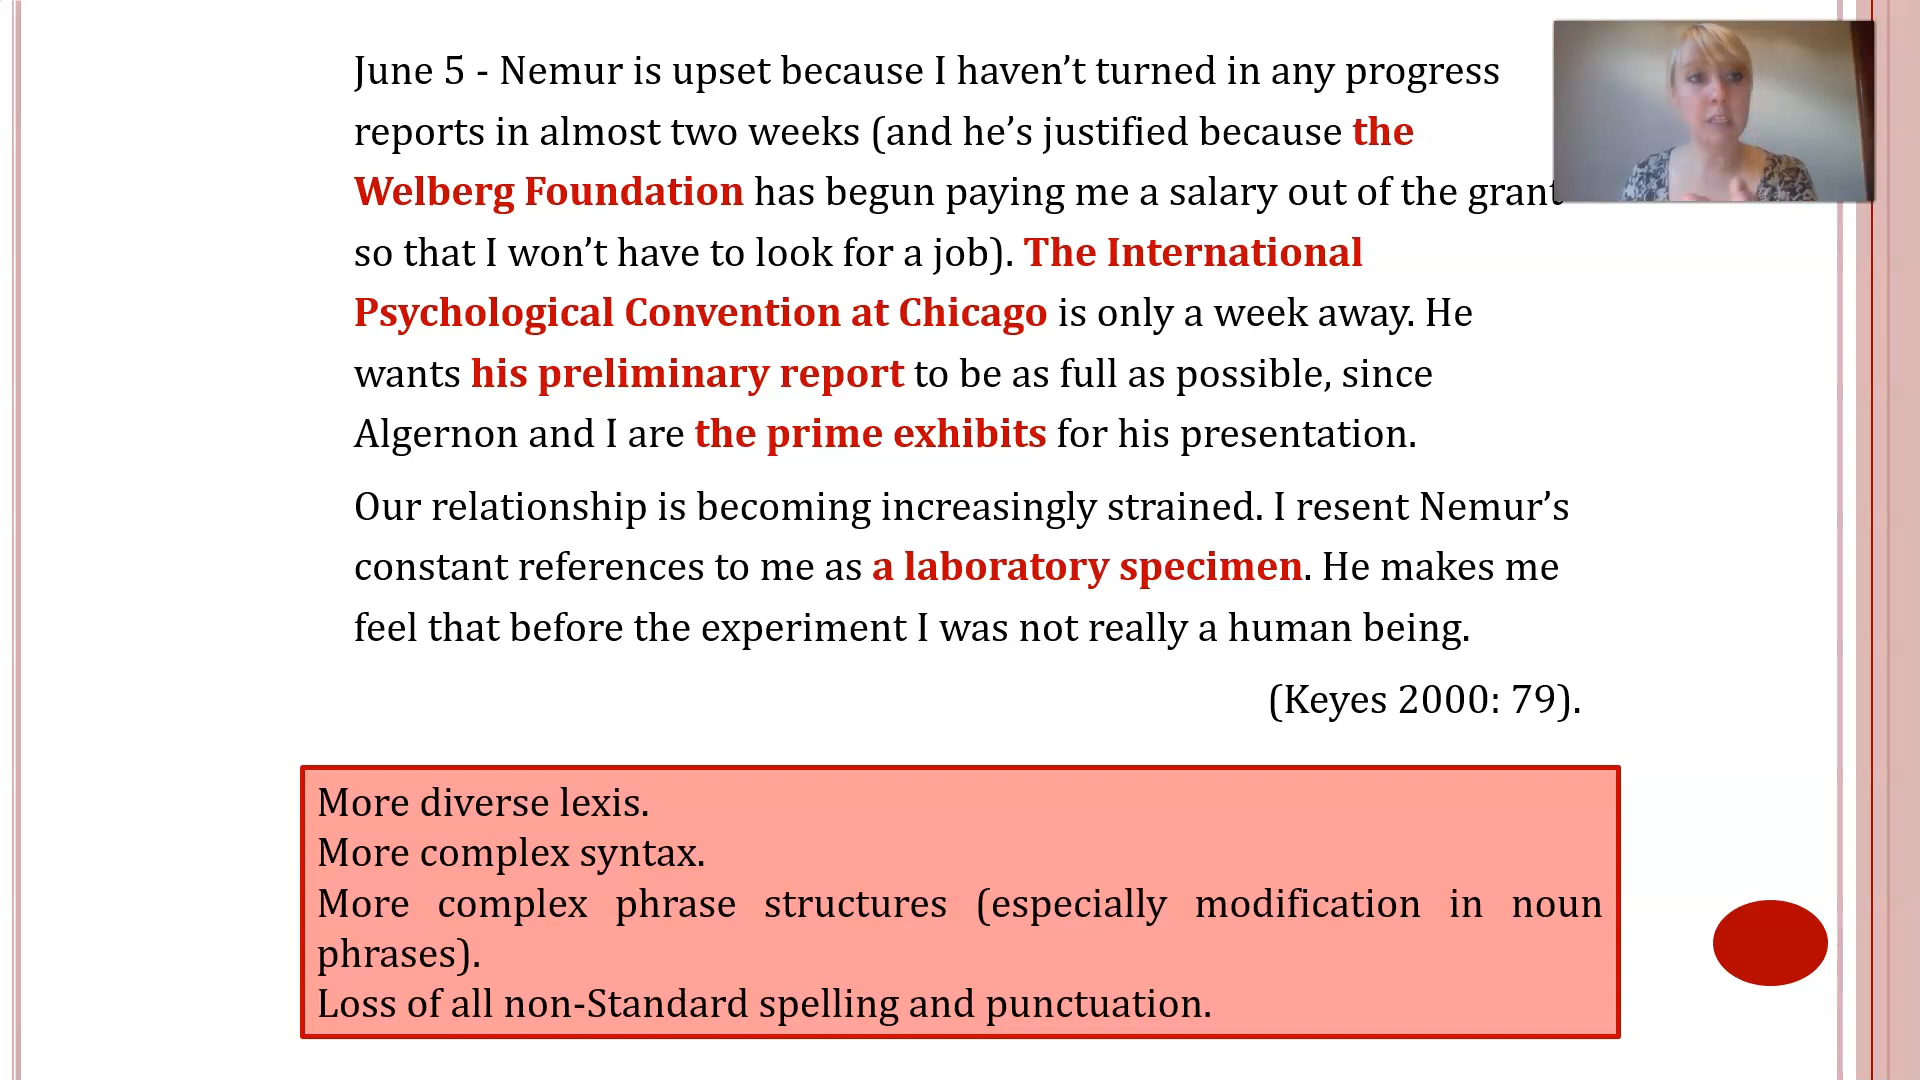 June 5 - Nemur is upset because I haven’t turned in any progress
reports in almost two weeks (and he’s justified because the
Welberg Foundation has begun paying me a salary out of the grant
so that I won’t have to look for a job). The International
Psychological Convention at Chicago is only a week away. He
wants his preliminary report to be as full as possible, since
Algernon and I are the prime exhibits for his presentation.
Our relationship is becoming increasingly strained. I resent Nemur’s
constant references to me as a laboratory specimen. He makes me
feel that before the experiment I was not really a human being.
(Keyes 2000: 79).
More diverse lexis.
More complex syntax.
More complex phrase structures (especially modification in noun
phrases).
Loss of all non-Standard spelling and punctuation.